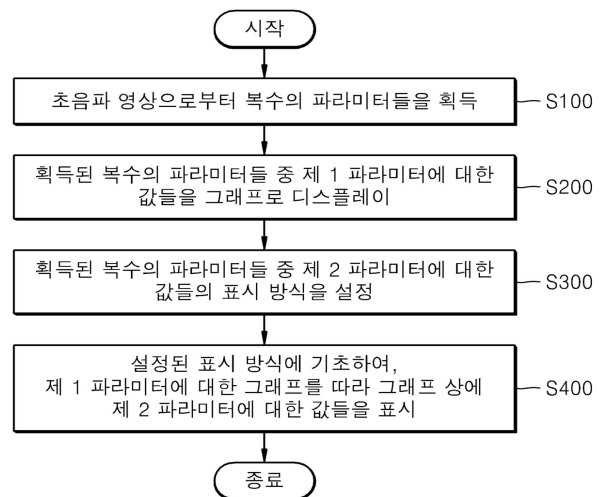 시작
초음파 영상으로부터 복수의 파라미터들을 획득
S100
획득된 복수의 파라미터들 중 제 1 파라미터에 대한
값들을 그래프로 디스플레이
S200
획득된 복수의 파라미터들 중 제 2 파라미터에 대한
값들의 표시 방식을 설정
S300
설정된 표시 방식에 기초하여,
제 1 파라미터에 대한 그래프를 따라 그래프 상에
제 2 파라미터에 대한 값들을 표시
S400
종료